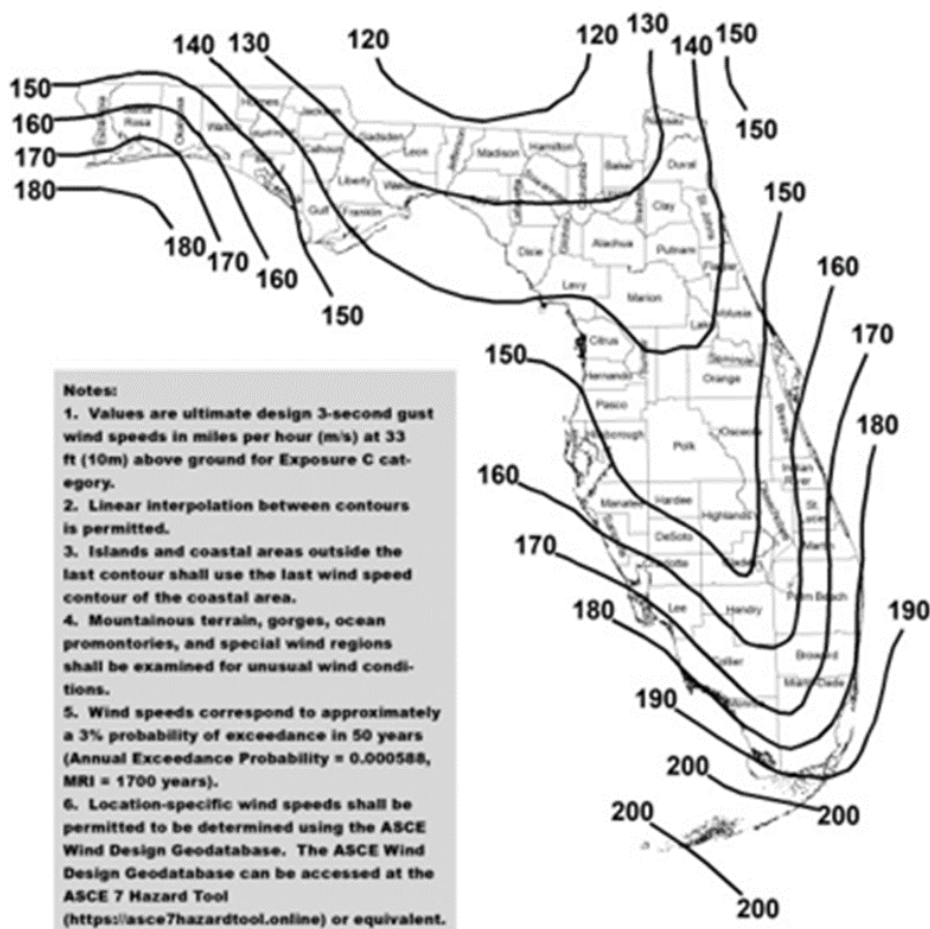 120
120
130
150
140
130
140
150
150
160
150
170
180
150
180
170
160
160
150
170
150
180
160
170
180
190
190
200
200
200
200
Escambia
Santa
Rosa
Okaloosa
Walton
Holmes
Jackson
Calhoun
Gadsden
Leon
Liberty
Gulf
Franklin
Madison
Hamilton
Columbia
Baker
Nassau
Duval
Clay
St. Johns
Dixie
Alachua
Putnam
Flagler
Levy
Marion
Volusia
Lake
Citrus
Hernando
Seminole
Orange
Pasco
Hillsborough
Polk
Osceola
Brevard
Indian
River
Manatee
Hardee
Highlands
St.
Lucie
DeSoto
Martin
Charlotte
Glades
Lee
Hendry
Palm Beach
Collier
Broward
Miami-Dade
Monroe
Notes:
1. Values are ultimate design 3-second gust
wind speeds in miles per hour (m/s) at 33
ft (10m) above ground for Exposure C cat-
egory.
2. Linear interpolation between contours
is permitted.
3. Islands and coastal areas outside the
last contour shall use the last wind speed
contour of the coastal area.
4. Mountainous terrain, gorges, ocean
promontories, and special wind regions
shall be examined for unusual wind condi-
tions.
5. Wind speeds correspond to approximately
a 3% probability of exceedance in 50 years
(Annual Exceedance Probability = 0.000588,
MRI = 1700 years).
6. Location-specific wind speeds shall be
permitted to be determined using the ASCE
Wind Design Geodatabase. The ASCE Wind
Design Geodatabase can be accessed at the
ASCE 7 Hazard Tool
(https://asce7hazardtool.online) or equivalent.